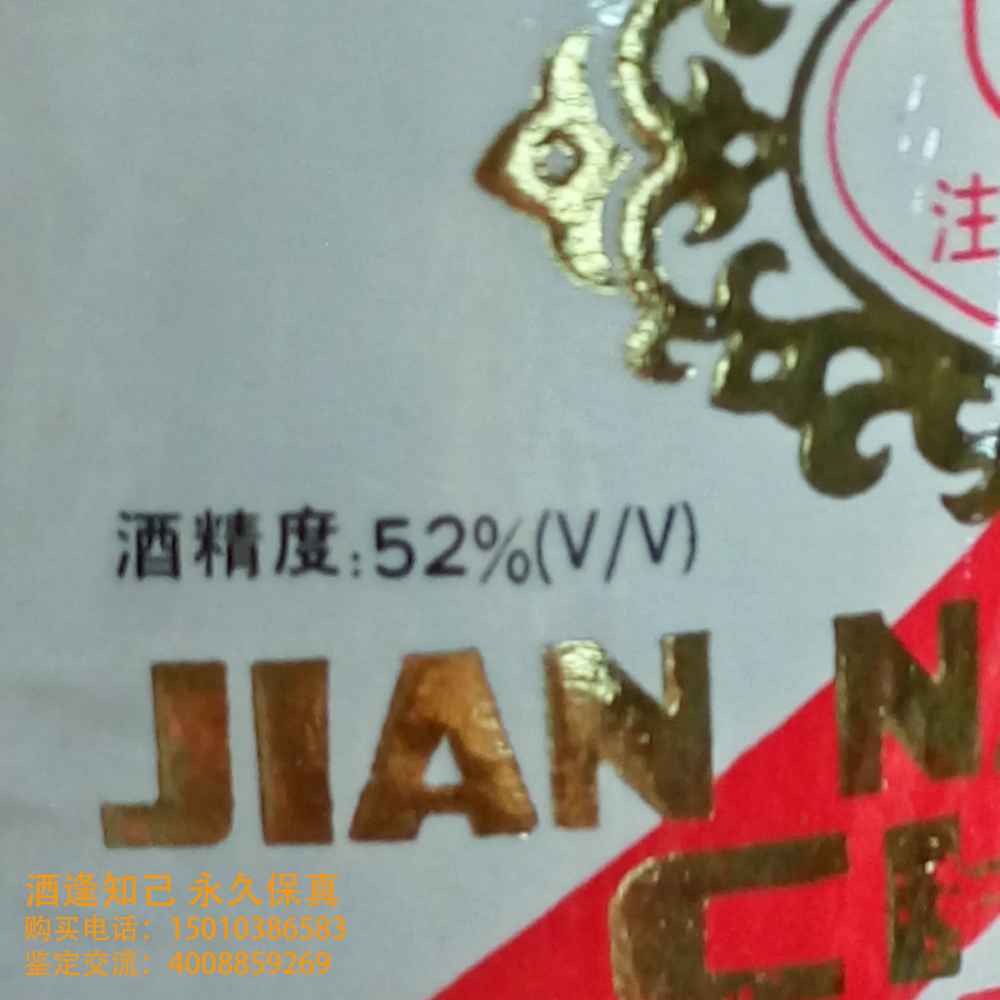 注
酒精度:52%(V/V)
JIAN N
CH
酒逢知己 永久保真
购买电话：15010386583
鉴定交流：4008859269